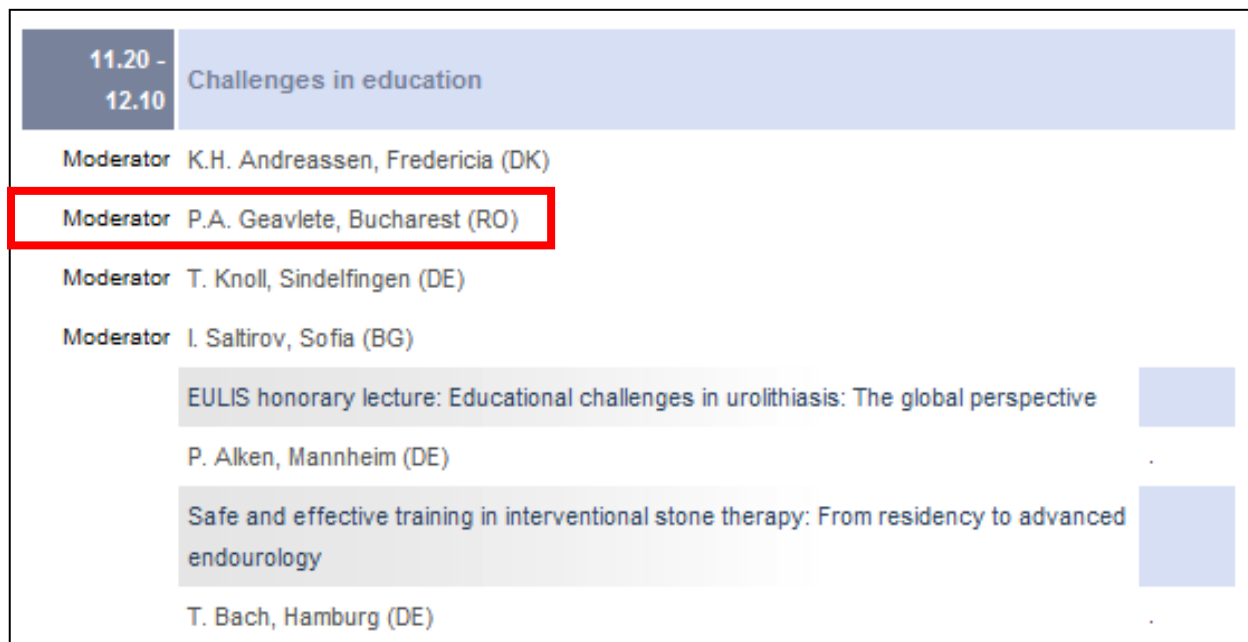 11.20 -
12.10
Challenges in education
Moderator K.H. Andreassen, Fredericia (DK)
Moderator P.A. Geavlete, Bucharest (RO)
Moderator T. Knoll, Sindelfingen (DE)
Moderator I. Saltirov, Sofia (BG)
EULIS honorary lecture: Educational challenges in urolithiasis: The global perspective
P. Alken, Mannheim (DE)
.
Safe and effective training in interventional stone therapy: From residency to advanced
endourology
T. Bach, Hamburg (DE)
.